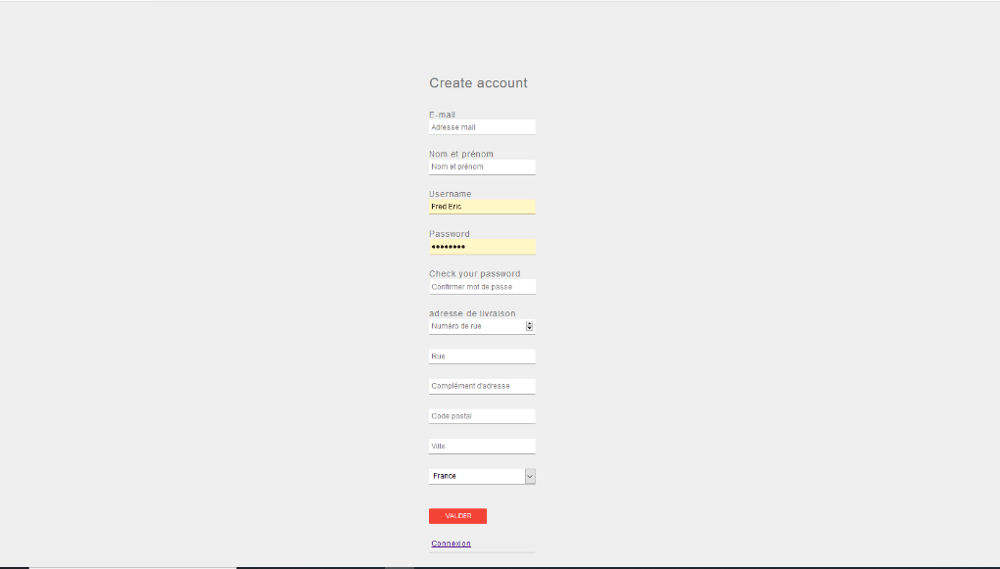 Create account
E-mail
Adresse mail
Nom et prénom
Nom et prénom
Username
Fred Eric
Password
••••••••
Check your password
Confirmer mot de passe
adresse de livraison
Numéro de rue
Rue
Complément d'adresse
Code postal
Ville
France
VALIDER
Connexion